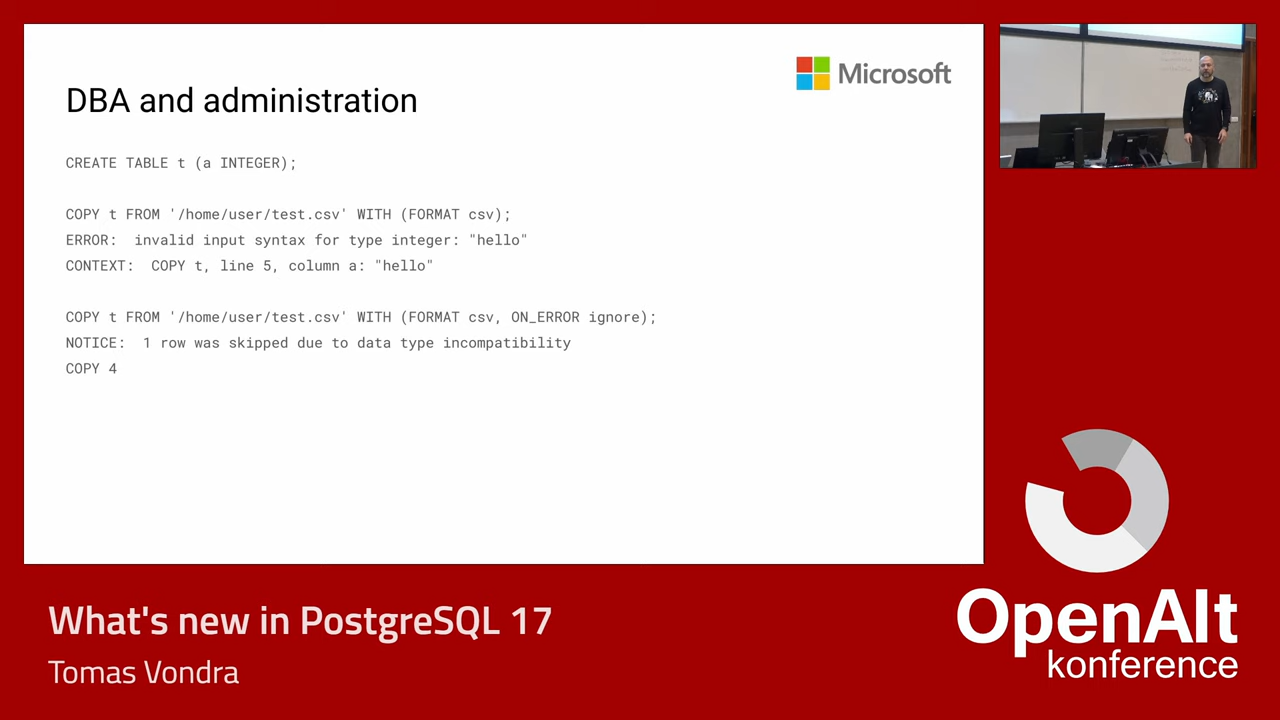 Microsoft
DBA and administration
CREATE TABLE t (a INTEGER);
COPY t FROM '/home/user/test.csv' WITH (FORMAT csv);
ERROR:  invalid input syntax for type integer: "hello"
CONTEXT:  COPY t, line 5, column a: "hello"
COPY t FROM '/home/user/test.csv' WITH (FORMAT csv, ON_ERROR ignore);
NOTICE:  1 row was skipped due to data type incompatibility
COPY 4
What's new in PostgreSQL 17
Tomas Vondra
OpenAlt
konference